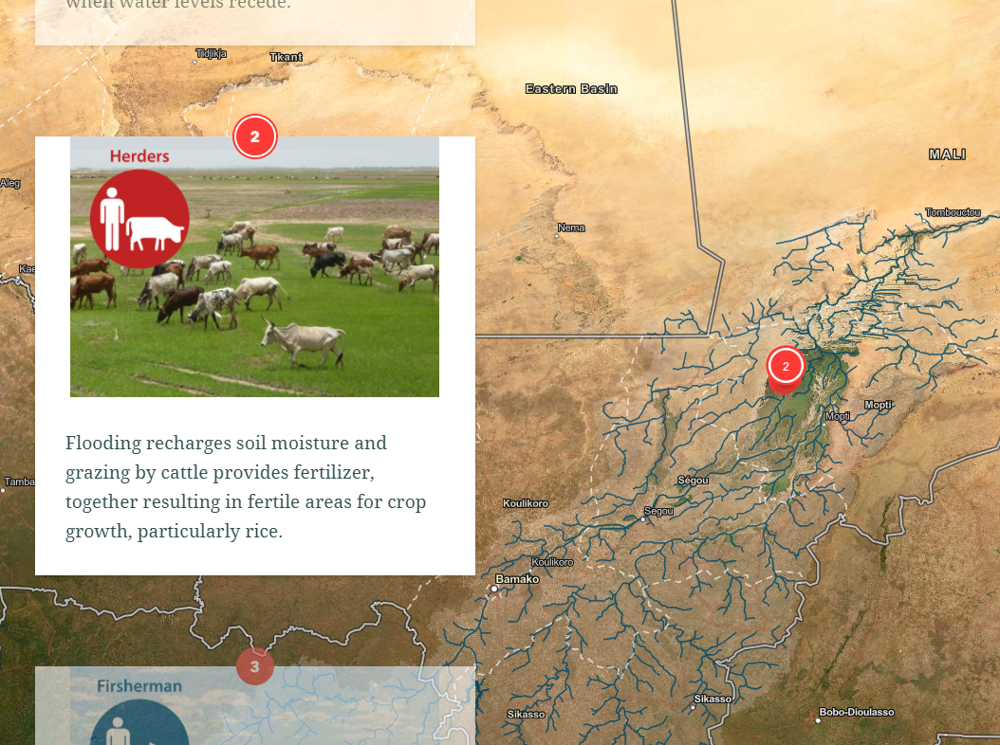 when water levels recede.
Tidjikja
Tkant
Eastern Basin
2
Herders
MALI
Aleg
Tombouctou
Nema
Kae
2
Mopti
Mopti
Flooding recharges soil moisture and
grazing by cattle provides fertilizer,
together resulting in fertile areas for crop
growth, particularly rice.
Tamba
Ségou
Koulikoro
Ségou
Koulikoro
Bamako
3
Firsherman
Sikasso
Sikasso
Bobo-Dioulasso